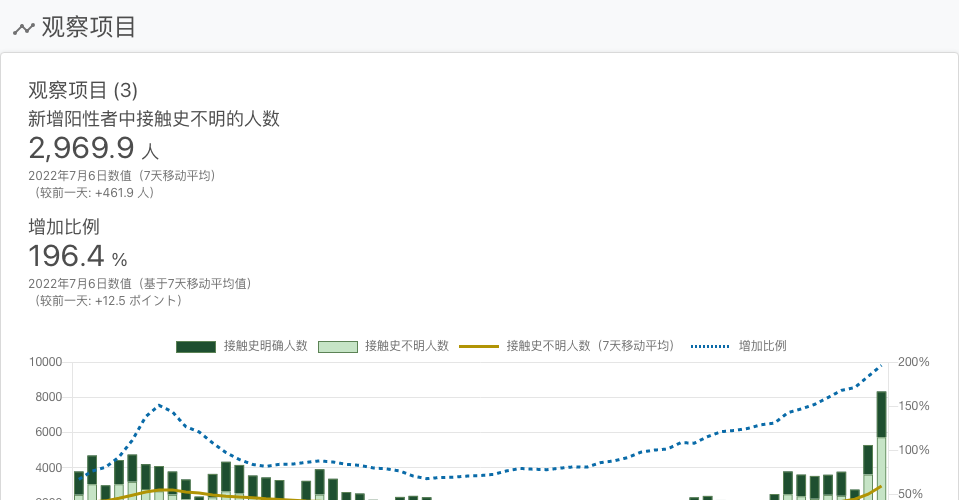 观察项目
观察项目 (3)
新增阳性者中接触史不明的人数
2,969.9 人
2022年7月6日数值（7天移动平均）
（较前一天: +461.9 人）
增加比例
196.4 %
2022年7月6日数值（基于7天移动平均值）
（较前一天: +12.5 ポイント）
接触史明确人数 接触史不明人数 接触史不明人数（7天移动平均） 增加比例
10000 200%
8000
150%
6000
100%
4000
50%